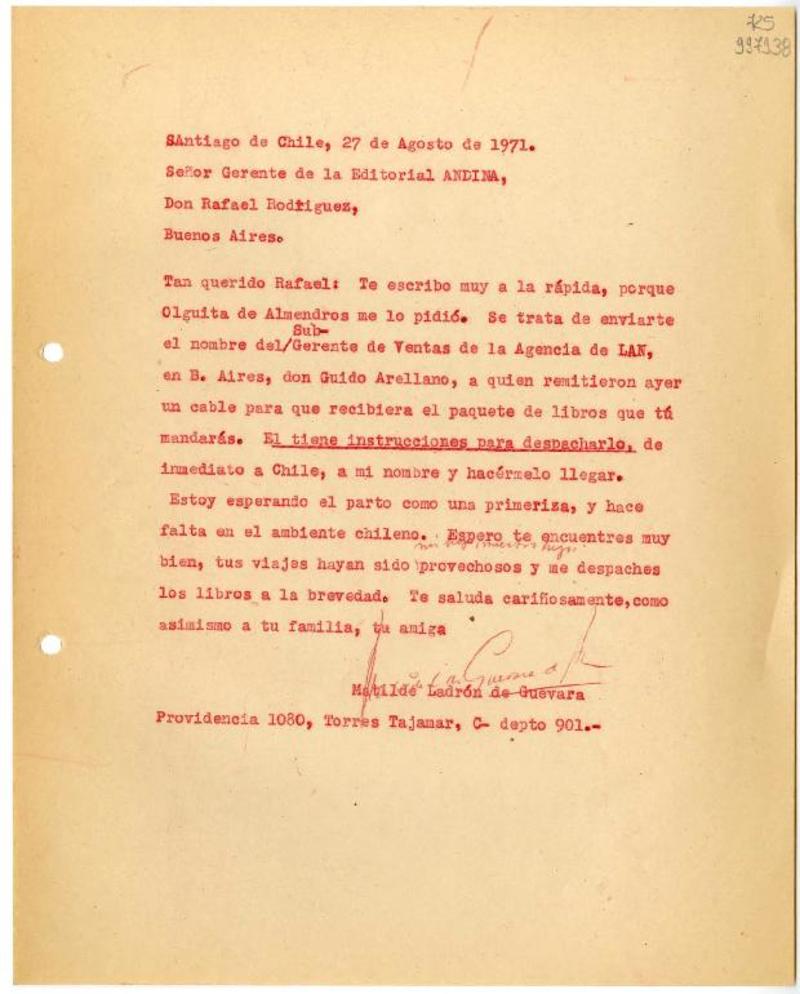 KS
997938
SAntiago de Chile, 27 de Agosto de 1971.
Señor Gerente de la Editorial ANDINA,
Don Rafael Rodriguez,
Buenos Aires.
Tan querido Rafael: Te escribo muy a la rápida, porque
Olguita de Almendros me lo pidió. Se trata de enviarte
Sub-
el nombre del/Gerente de Ventas de la Agencia de LAN,
en B. Aires, don Guido Arellano, a quien remitieron ayer
un cable para que recibiera el paquete de libros que tú
mandarás. El tiene instrucciones para despacharlo, de
inmediato a Chile, a mi nombre y hacérmelo llegar.
Estoy esperando el parto como una primeriza, y hace
falta en el ambiente chileno. Espero te encuentres muy
bien, tus viajes hayan sido provechosos y me despaches
los libros a la brevedad. Te saluda cariñosamente,como
asimismo a tu familia, tu amiga
Matilde Ladrón de Guevara
Providencia 1080, Torres Tajamar, C- depto 901.-